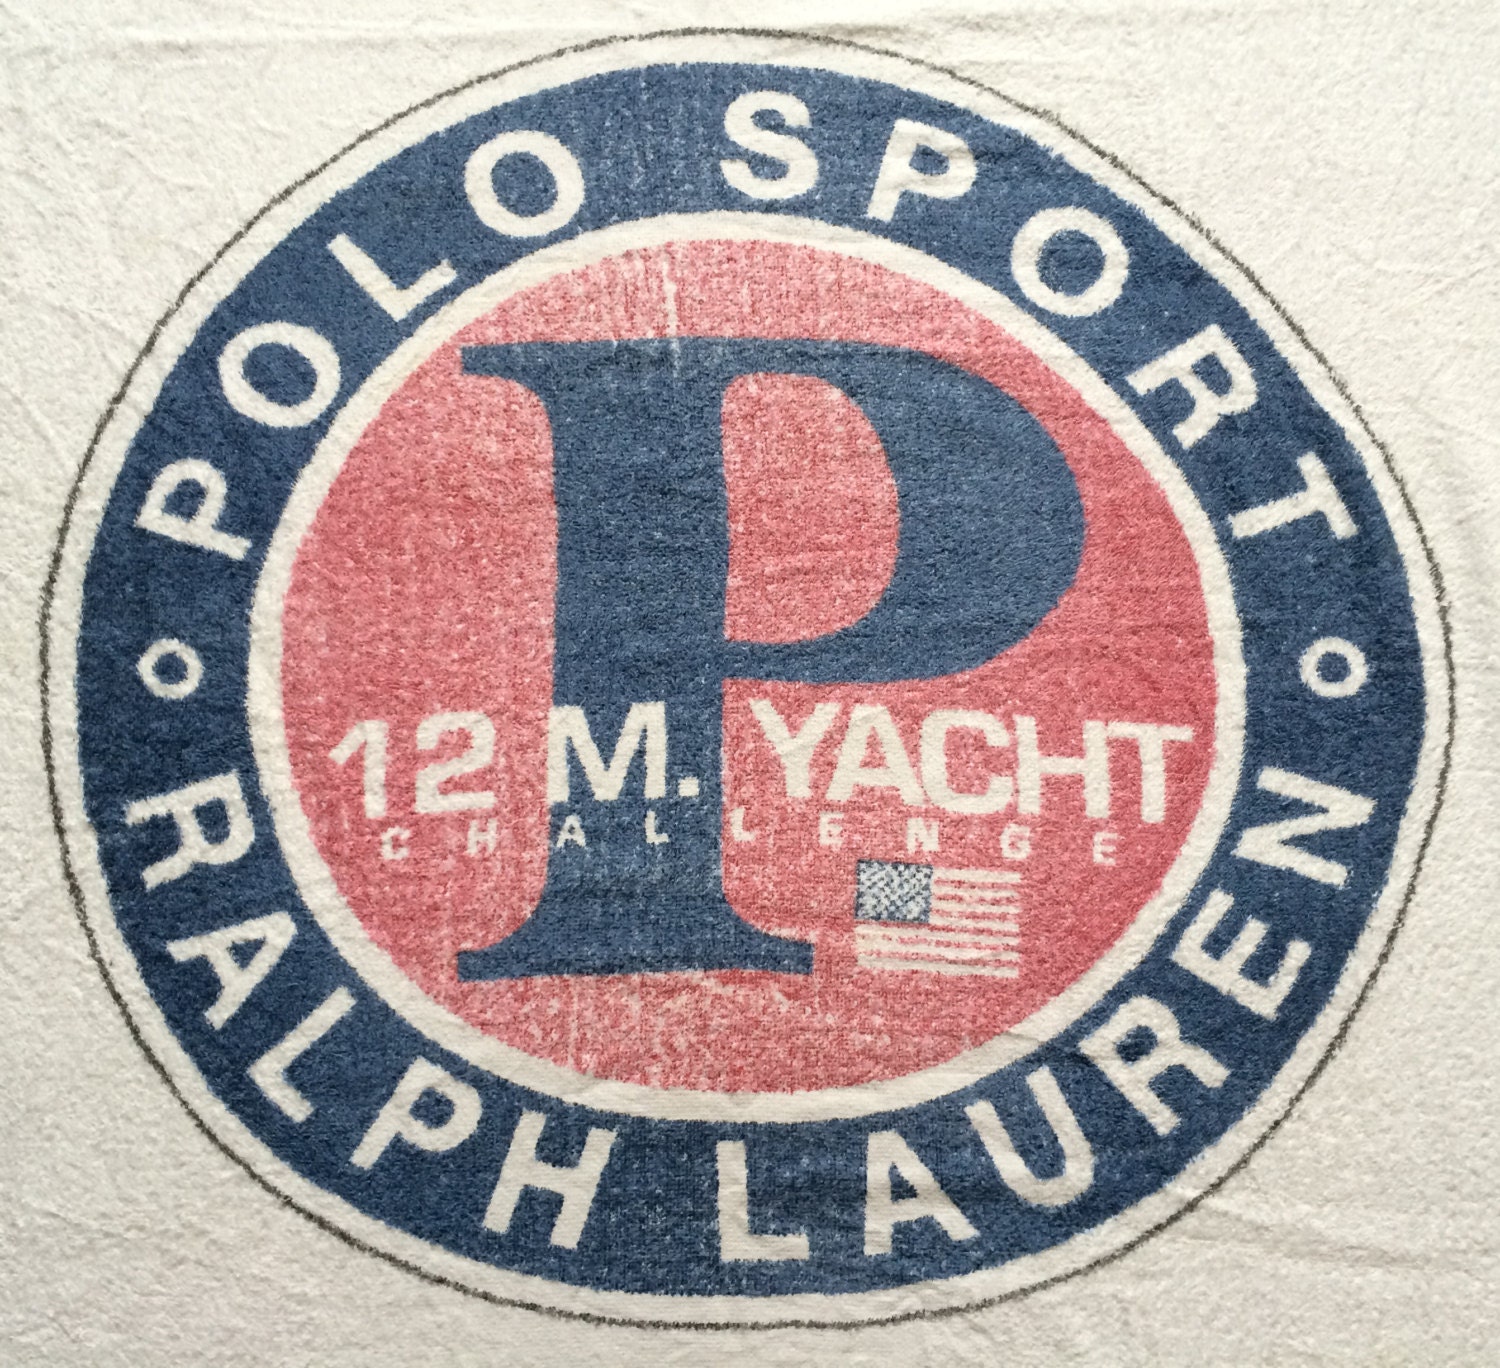 POLO SPORT
P
12 M. YACHT
CHALLENGE
RALPH LAUREN